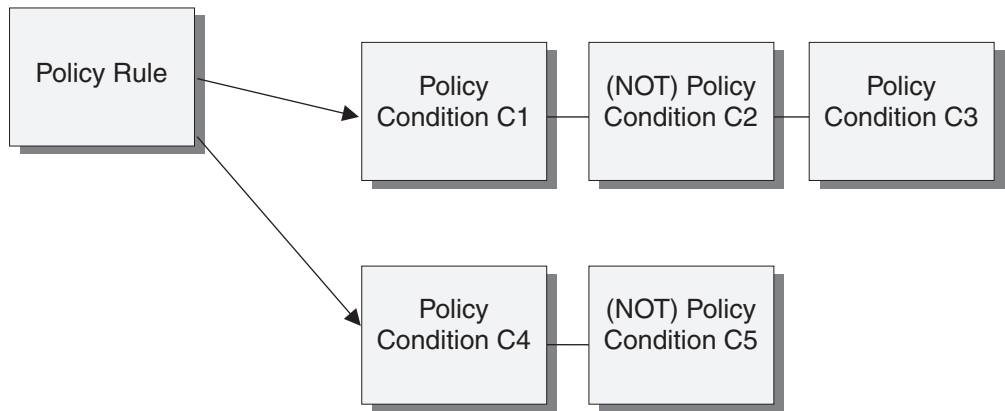 Policy Rule
Policy
Condition C1
(NOT) Policy
Condition C2
Policy
Condition C3
Policy
Condition C4
(NOT) Policy
Condition C5